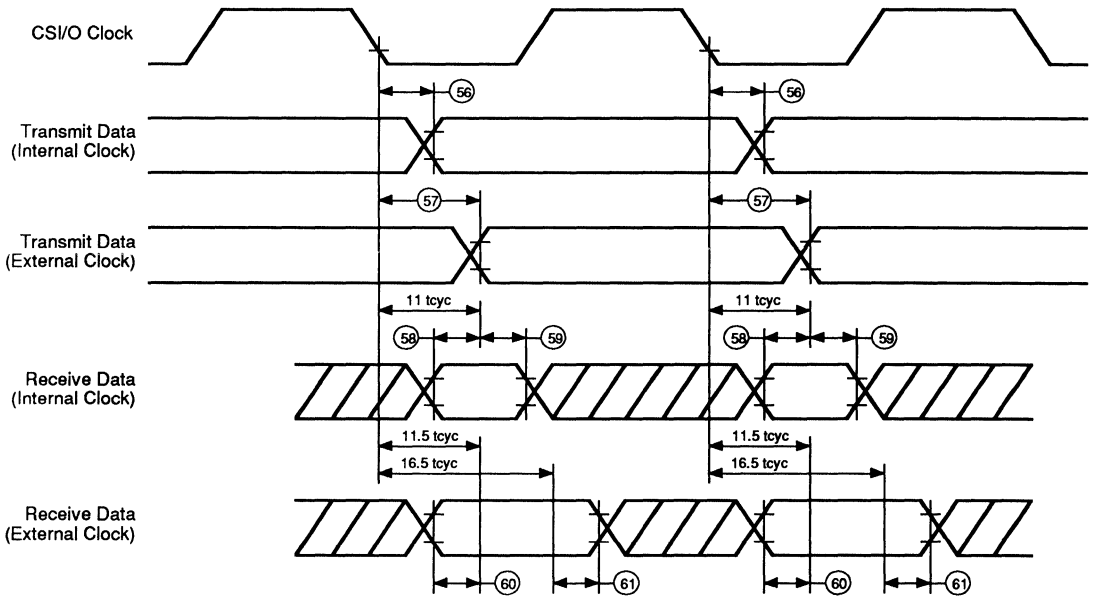 CSI/O Clock
56 56
Transmit Data
(Internal Clock)
57 57
Transmit Data
(External Clock)
11 tcyc 11 tcyc
58 59 58 59
Receive Data
(Internal Clock)
11.5 tcyc 11.5 tcyc
16.5 tcyc 16.5 tcyc
Receive Data
(External Clock)
60 61 60 61